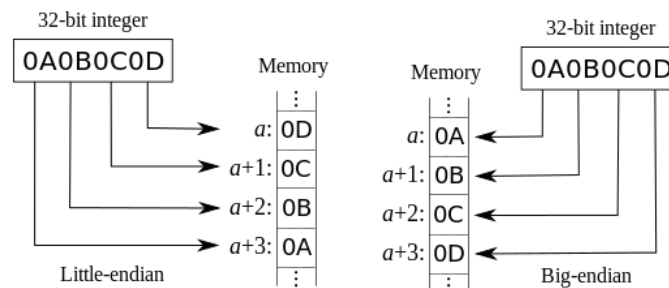 32-bit integer
0A0B0C0D
Memory
⋮
a: 0D
a+1: 0C
a+2: 0B
a+3: 0A
⋮
Little-endian
32-bit integer
0A0B0C0D
Memory
⋮
a: 0A
a+1: 0B
a+2: 0C
a+3: 0D
⋮
Big-endian